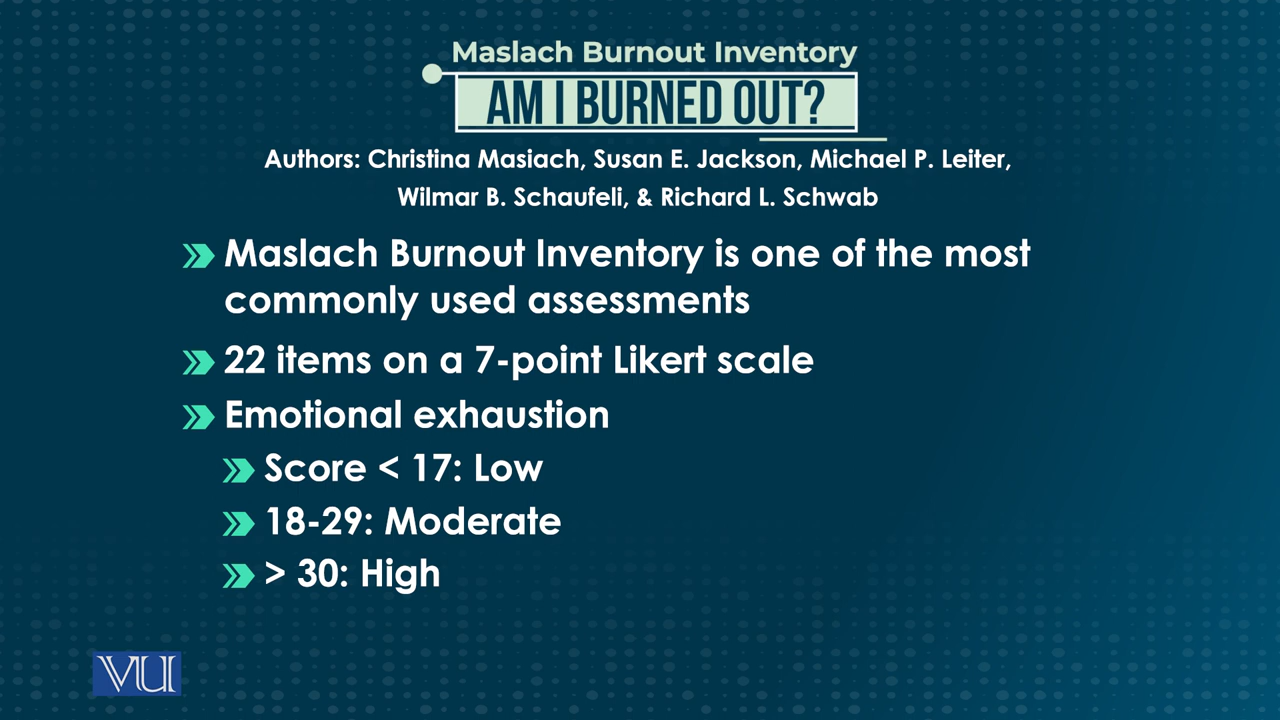 Maslach Burnout Inventory
AM I BURNED OUT?
Authors: Christina Masiach, Susan E. Jackson, Michael P. Leiter,
Wilmar B. Schaufeli, & Richard L. Schwab
Maslach Burnout Inventory is one of the most
commonly used assessments
22 items on a 7-point Likert scale
Emotional exhaustion
Score < 17: Low
18-29: Moderate
> 30: High
VU